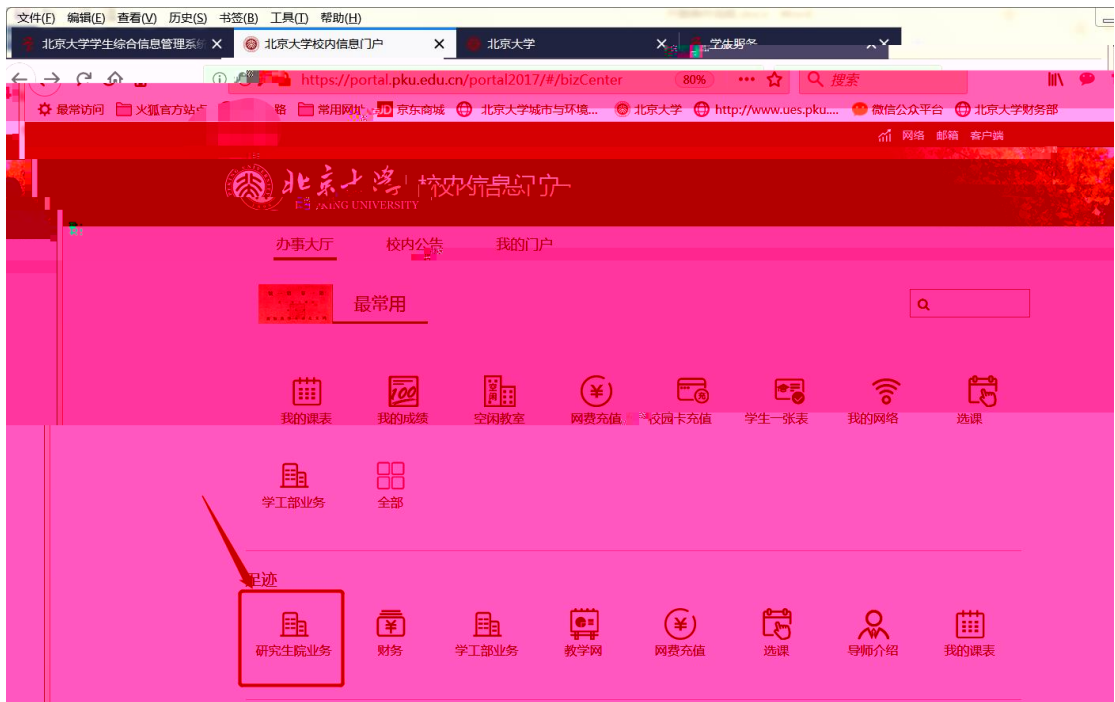 文件(F) 编辑(E) 查看(V) 历史(S) 书签(B) 工具(T) 帮助(H)
北京大学学生综合信息管理系统 X 北京大学校内信息门户 X 北京大学 X 学生服务 X
https://portal.pku.edu.cn/portal2017/#/bizCenter 80% 搜索
最常访问 火狐官方站点 路 常用网址 JD 京东商城 北京大学城市与环境... 北京大学 http://www.ues.pku.... 微信公众平台 北京大学财务部
网络 邮箱 客户端
北京大学 校内信息门户
PEKING UNIVERSITY
办事大厅 校内公告 我的门户
最常用
我的课表 我的成绩 空闲教室 网费充值 校园卡充值 学生一张表 我的网络 选课
学工部业务 全部
足迹
研究生院业务 财务 学工部业务 教学网 网费充值 选课 导师介绍 我的课表